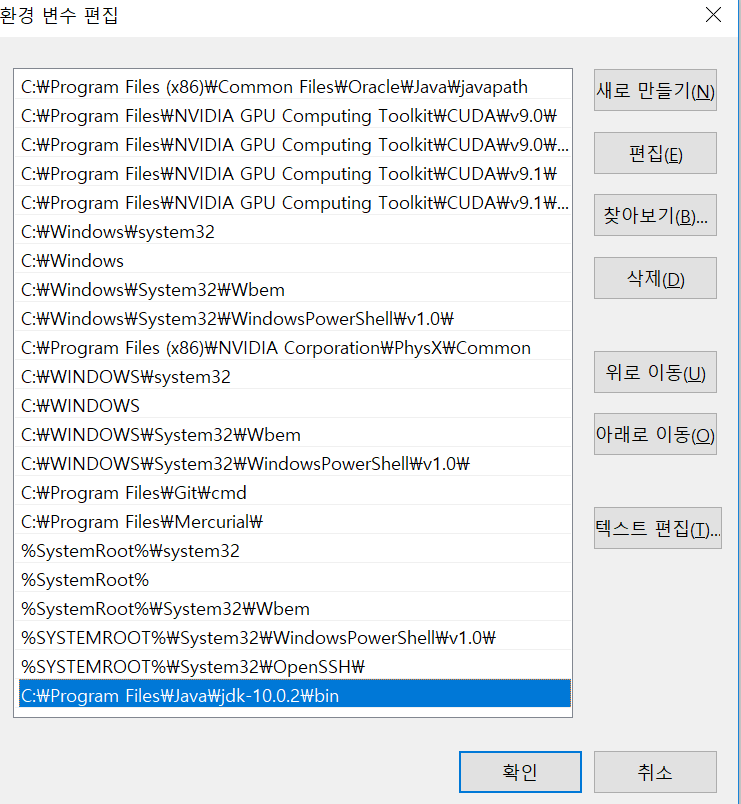 환경 변수 편집
C:₩Program Files (x86)₩Common Files₩Oracle₩Java₩javapath
C:₩Program Files₩NVIDIA GPU Computing Toolkit₩CUDA₩v9.0₩
C:₩Program Files₩NVIDIA GPU Computing Toolkit₩CUDA₩v9.0₩...
C:₩Program Files₩NVIDIA GPU Computing Toolkit₩CUDA₩v9.1₩
C:₩Program Files₩NVIDIA GPU Computing Toolkit₩CUDA₩v9.1₩...
C:₩Windows₩system32
C:₩Windows
C:₩Windows₩System32₩Wbem
C:₩Windows₩System32₩WindowsPowerShell₩v1.0₩
C:₩Program Files (x86)₩NVIDIA Corporation₩PhysX₩Common
C:₩WINDOWS₩system32
C:₩WINDOWS
C:₩WINDOWS₩System32₩Wbem
C:₩WINDOWS₩System32₩WindowsPowerShell₩v1.0₩
C:₩Program Files₩Git₩cmd
C:₩Program Files₩Mercurial₩
%SystemRoot%₩system32
%SystemRoot%
%SystemRoot%₩System32₩Wbem
%SYSTEMROOT%₩System32₩WindowsPowerShell₩v1.0₩
%SYSTEMROOT%₩System32₩OpenSSH₩
C:₩Program Files₩Java₩jdk-10.0.2₩bin
새로 만들기(N)
편집(E)
찾아보기(B)...
삭제(D)
위로 이동(U)
아래로 이동(O)
텍스트 편집(T)...
확인
취소